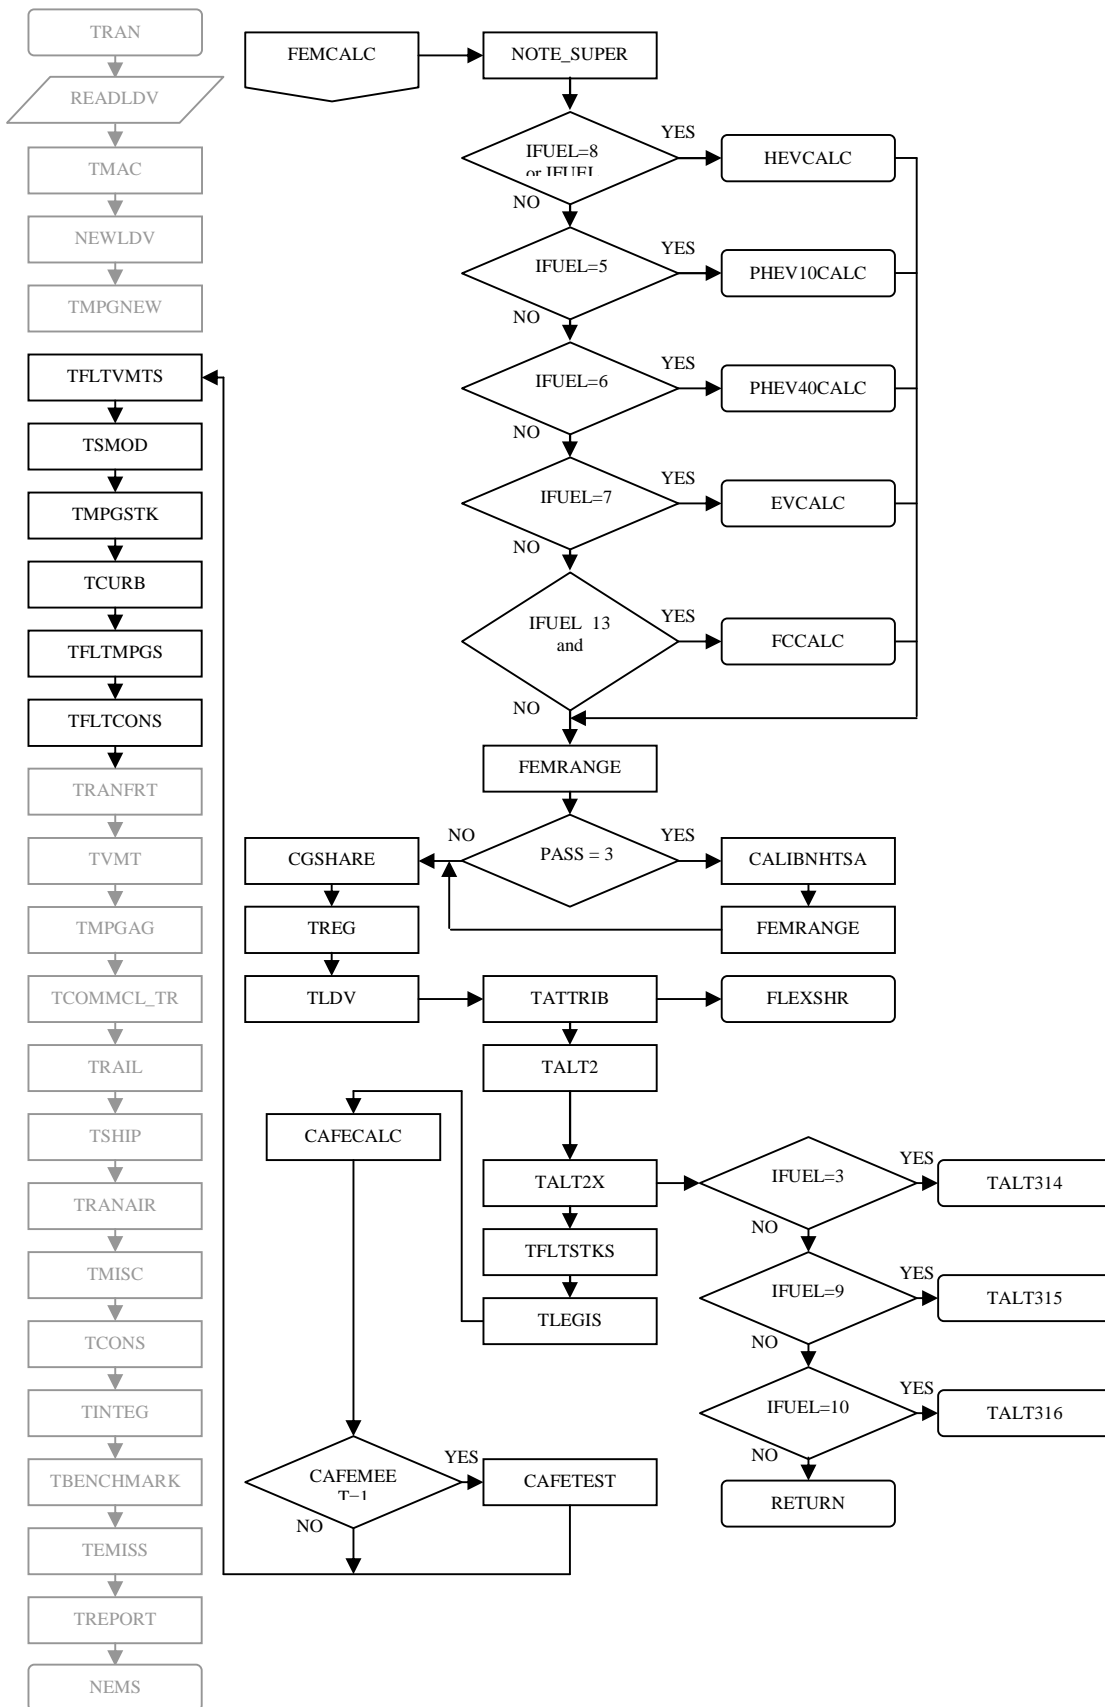 TRAN
READLDV
TMAC
NEWLDV
TMPGNEW
TFLTVMTS
TSMOD
TMPGSTK
TCURB
TFLTMPGS
TFLTCONS
TRANFRT
TVMT
TMPGAG
TCOMMCL_TR
TRAIL
TSHIP
TRANAIR
TMISC
TCONS
TINTEG
TBENCHMARK
TEMISS
TREPORT
NEMS
FEMCALC
NOTE_SUPER
IFUEL=8
or IFUEL
YES
HEVCALC
NO
IFUEL=5
YES
PHEV10CALC
NO
IFUEL=6
YES
PHEV40CALC
NO
IFUEL=7
YES
EVCALC
NO
IFUEL 13
and
YES
FCCALC
NO
FEMRANGE
PASS = 3
NO
YES
CGSHARE
CALIBNHTSA
TREG
FEMRANGE
TLDV
TATTRIB
FLEXSHR
TALT2
CAFECALC
TALT2X
IFUEL=3
YES
TALT314
NO
TFLTSTKS
TLEGIS
IFUEL=9
YES
TALT315
NO
IFUEL=10
YES
TALT316
NO
RETURN
CAFEMEE
T=1
YES
CAFETEST
NO